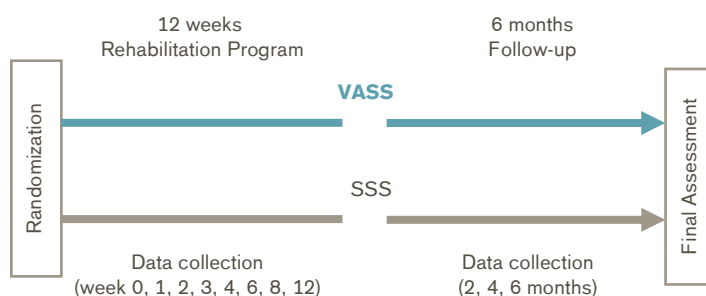 12 weeks
Rehabilitation Program
6 months
Follow-up
Randomization
VASS
SSS
Final Assessment
Data collection
(week 0, 1, 2, 3, 4, 6, 8, 12)
Data collection
(2, 4, 6 months)